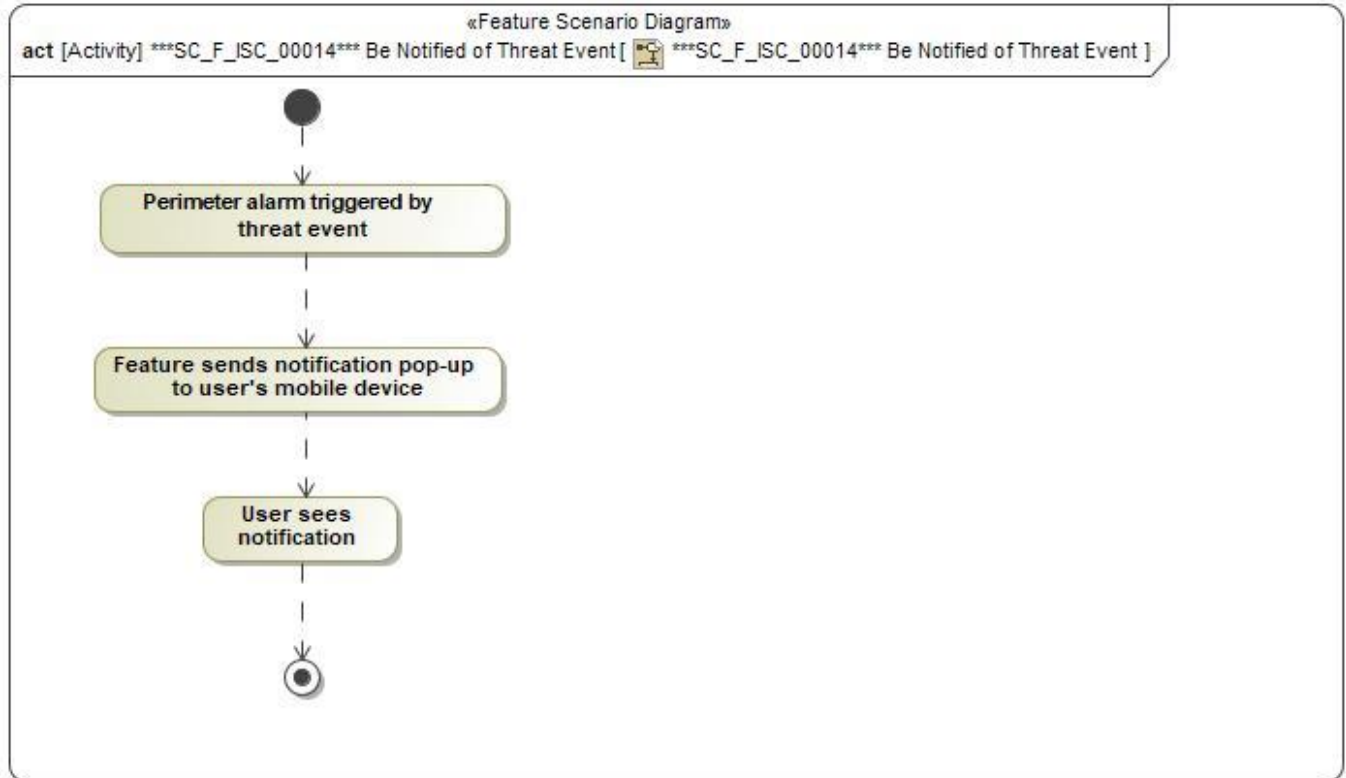 «Feature Scenario Diagram»
act [Activity] ***SC_F_ISC_00014*** Be Notified of Threat Event [ ***SC_F_ISC_00014*** Be Notified of Threat Event ]
Perimeter alarm triggered by
threat event
Feature sends notification pop-up
to user's mobile device
User sees
notification